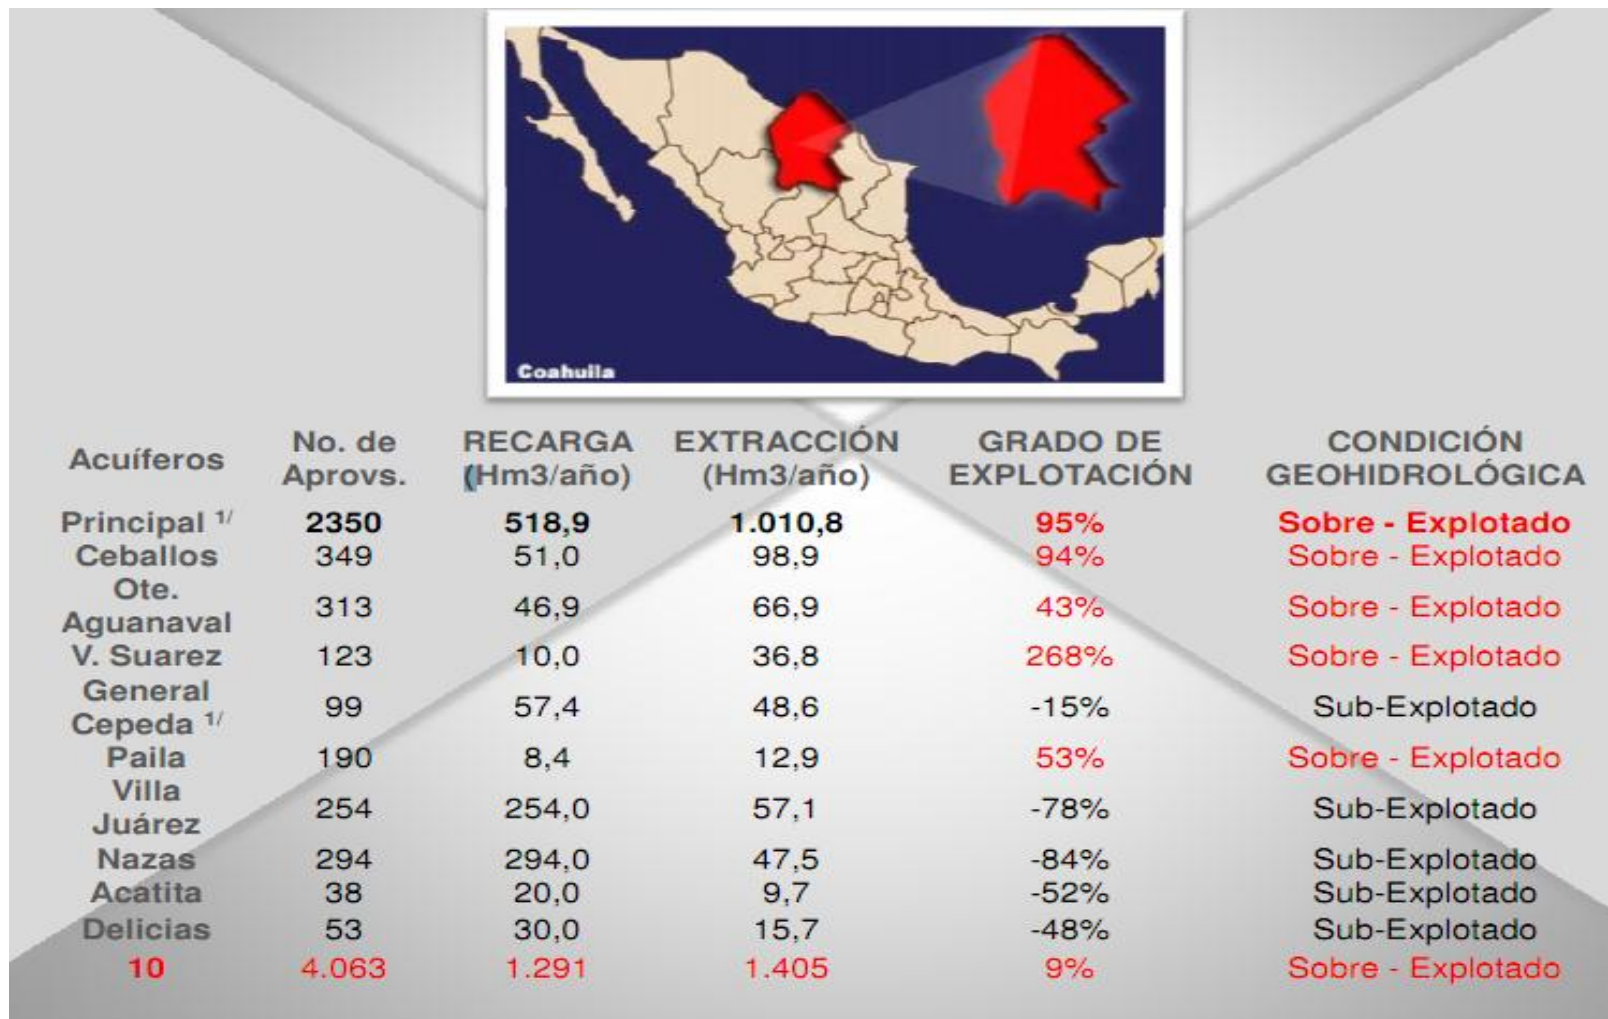 Coahuila
Acuíferos No. de Aprovs. RECARGA (Hm3/año) EXTRACCIÓN (Hm3/año) GRADO DE EXPLOTACIÓN CONDICIÓN GEOHIDROLÓGICA
Principal 1/ 2350 518,9 1.010,8 95% Sobre - Explotado
Ceballos 349 51,0 98,9 94% Sobre - Explotado
Ote. Aguanaval 313 46,9 66,9 43% Sobre - Explotado
V. Suarez 123 10,0 36,8 268% Sobre - Explotado
General Cepeda 1/ 99 57,4 48,6 -15% Sub-Explotado
Paila 190 8,4 12,9 53% Sobre - Explotado
Villa Juárez 254 254,0 57,1 -78% Sub-Explotado
Nazas 294 294,0 47,5 -84% Sub-Explotado
Acatita 38 20,0 9,7 -52% Sub-Explotado
Delicias 53 30,0 15,7 -48% Sub-Explotado
10 4.063 1.291 1.405 9% Sobre - Explotado